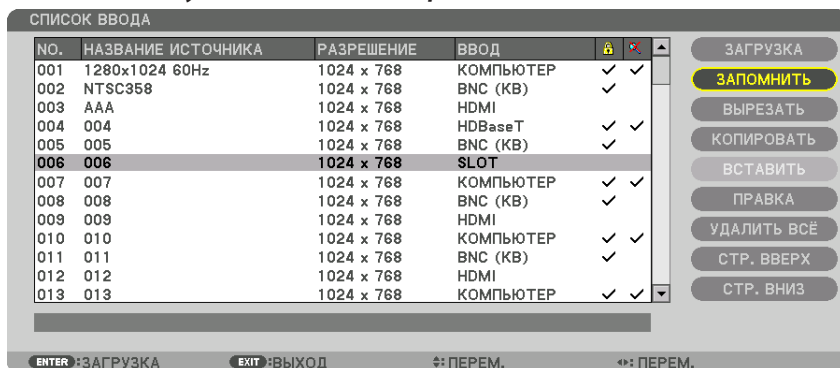 СПИСОК ВВОДА
NO. НАЗВАНИЕ ИСТОЧНИКА РАЗРЕШЕНИЕ ВВОД
001 1280x1024 60Hz 1024 x 768 КОМПЬЮТЕР
002 NTSC358 1024 x 768 BNC (КВ)
003 AAA 1024 x 768 HDMI
004 004 1024 x 768 HDBaseT
005 005 1024 x 768 BNC (КВ)
006 006 1024 x 768 SLOT
007 007 1024 x 768 КОМПЬЮТЕР
008 008 1024 x 768 BNC (КВ)
009 009 1024 x 768 HDMI
010 010 1024 x 768 КОМПЬЮТЕР
011 011 1024 x 768 BNC (КВ)
012 012 1024 x 768 HDMI
013 013 1024 x 768 КОМПЬЮТЕР
ЗАГРУЗКА
ЗАПОМНИТЬ
ВЫРЕЗАТЬ
КОПИРОВАТЬ
ВСТАВИТЬ
ПРАВКА
УДАЛИТЬ ВСЁ
СТР. ВВЕРХ
СТР. ВНИЗ
ENTER :ЗАГРУЗКА EXIT :ВЫХОД :ПЕРЕМ. :ПЕРЕМ.